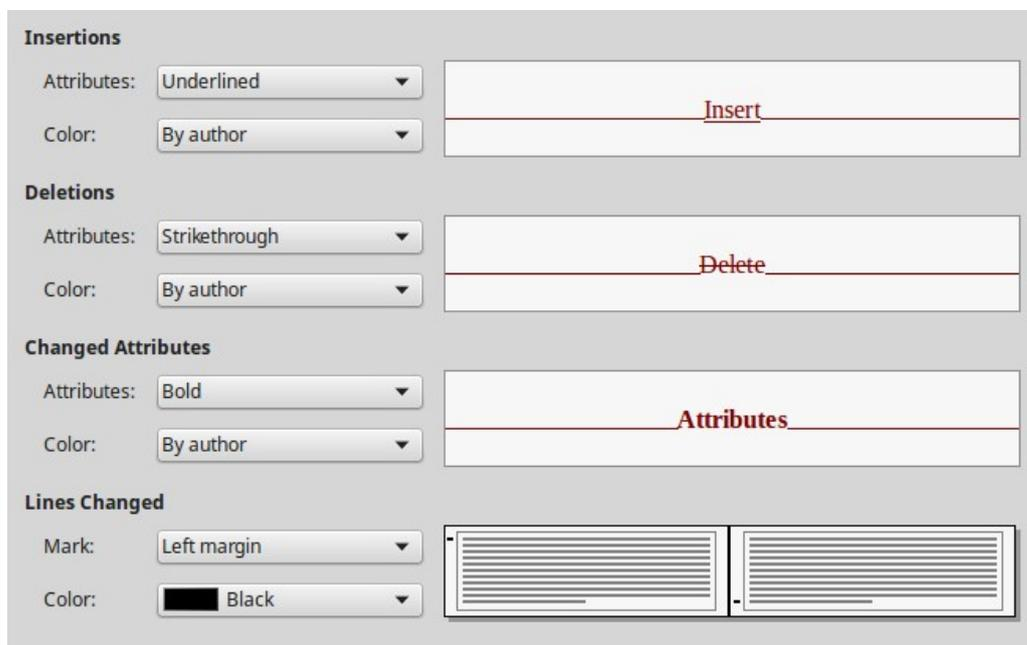 Insertions
Attributes: Underlined
Insert
Color: By author
Deletions
Attributes: Strikethrough
Delete
Color: By author
Changed Attributes
Attributes: Bold
Attributes
Color: By author
Lines Changed
Mark: Left margin
Color: Black